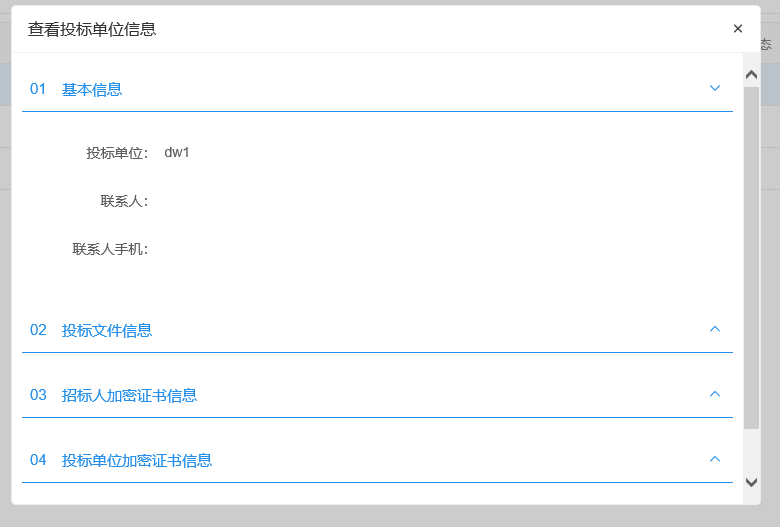 查看投标单位信息
态
01 基本信息
投标单位： dw1
联系人：
联系人手机：
02 投标文件信息
03 招标人加密证书信息
04 投标单位加密证书信息